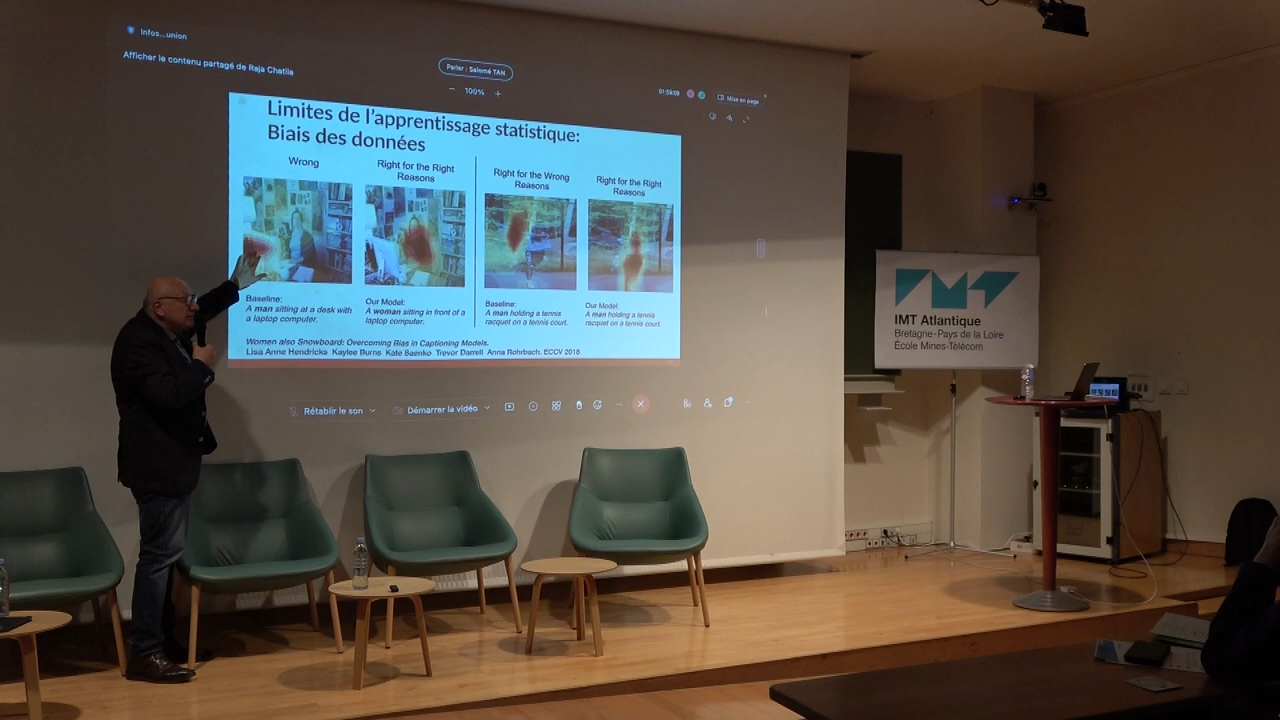 Infos...union
Afficher le contenu partagé de Raja Chatila
Parler : Salomé TAN
100%
01:59:09
Mise en page
Limites de l'apprentissage statistique:
Biais des données
Wrong
Right for the Right
Reasons
Right for the Wrong
Reasons
Right for the Right
Reasons
Baseline:
A man sitting at a desk with
a laptop computer.
Our Model:
A woman sitting in front of a
laptop computer.
Baseline:
A man holding a tennis
racquet on a tennis court.
Our Model:
A man holding a tennis
racquet on a tennis court.
Women also Snowboard: Overcoming Bias in Captioning Models.
Lisa Anne Hendricks Kaylee Burns Kate Saenko Trevor Darrell Anna Rohrbach, ECCV 2018
Rétablir le son
Démarrer la vidéo
IMT Atlantique
Bretagne-Pays de la Loire
École Mines-Télécom